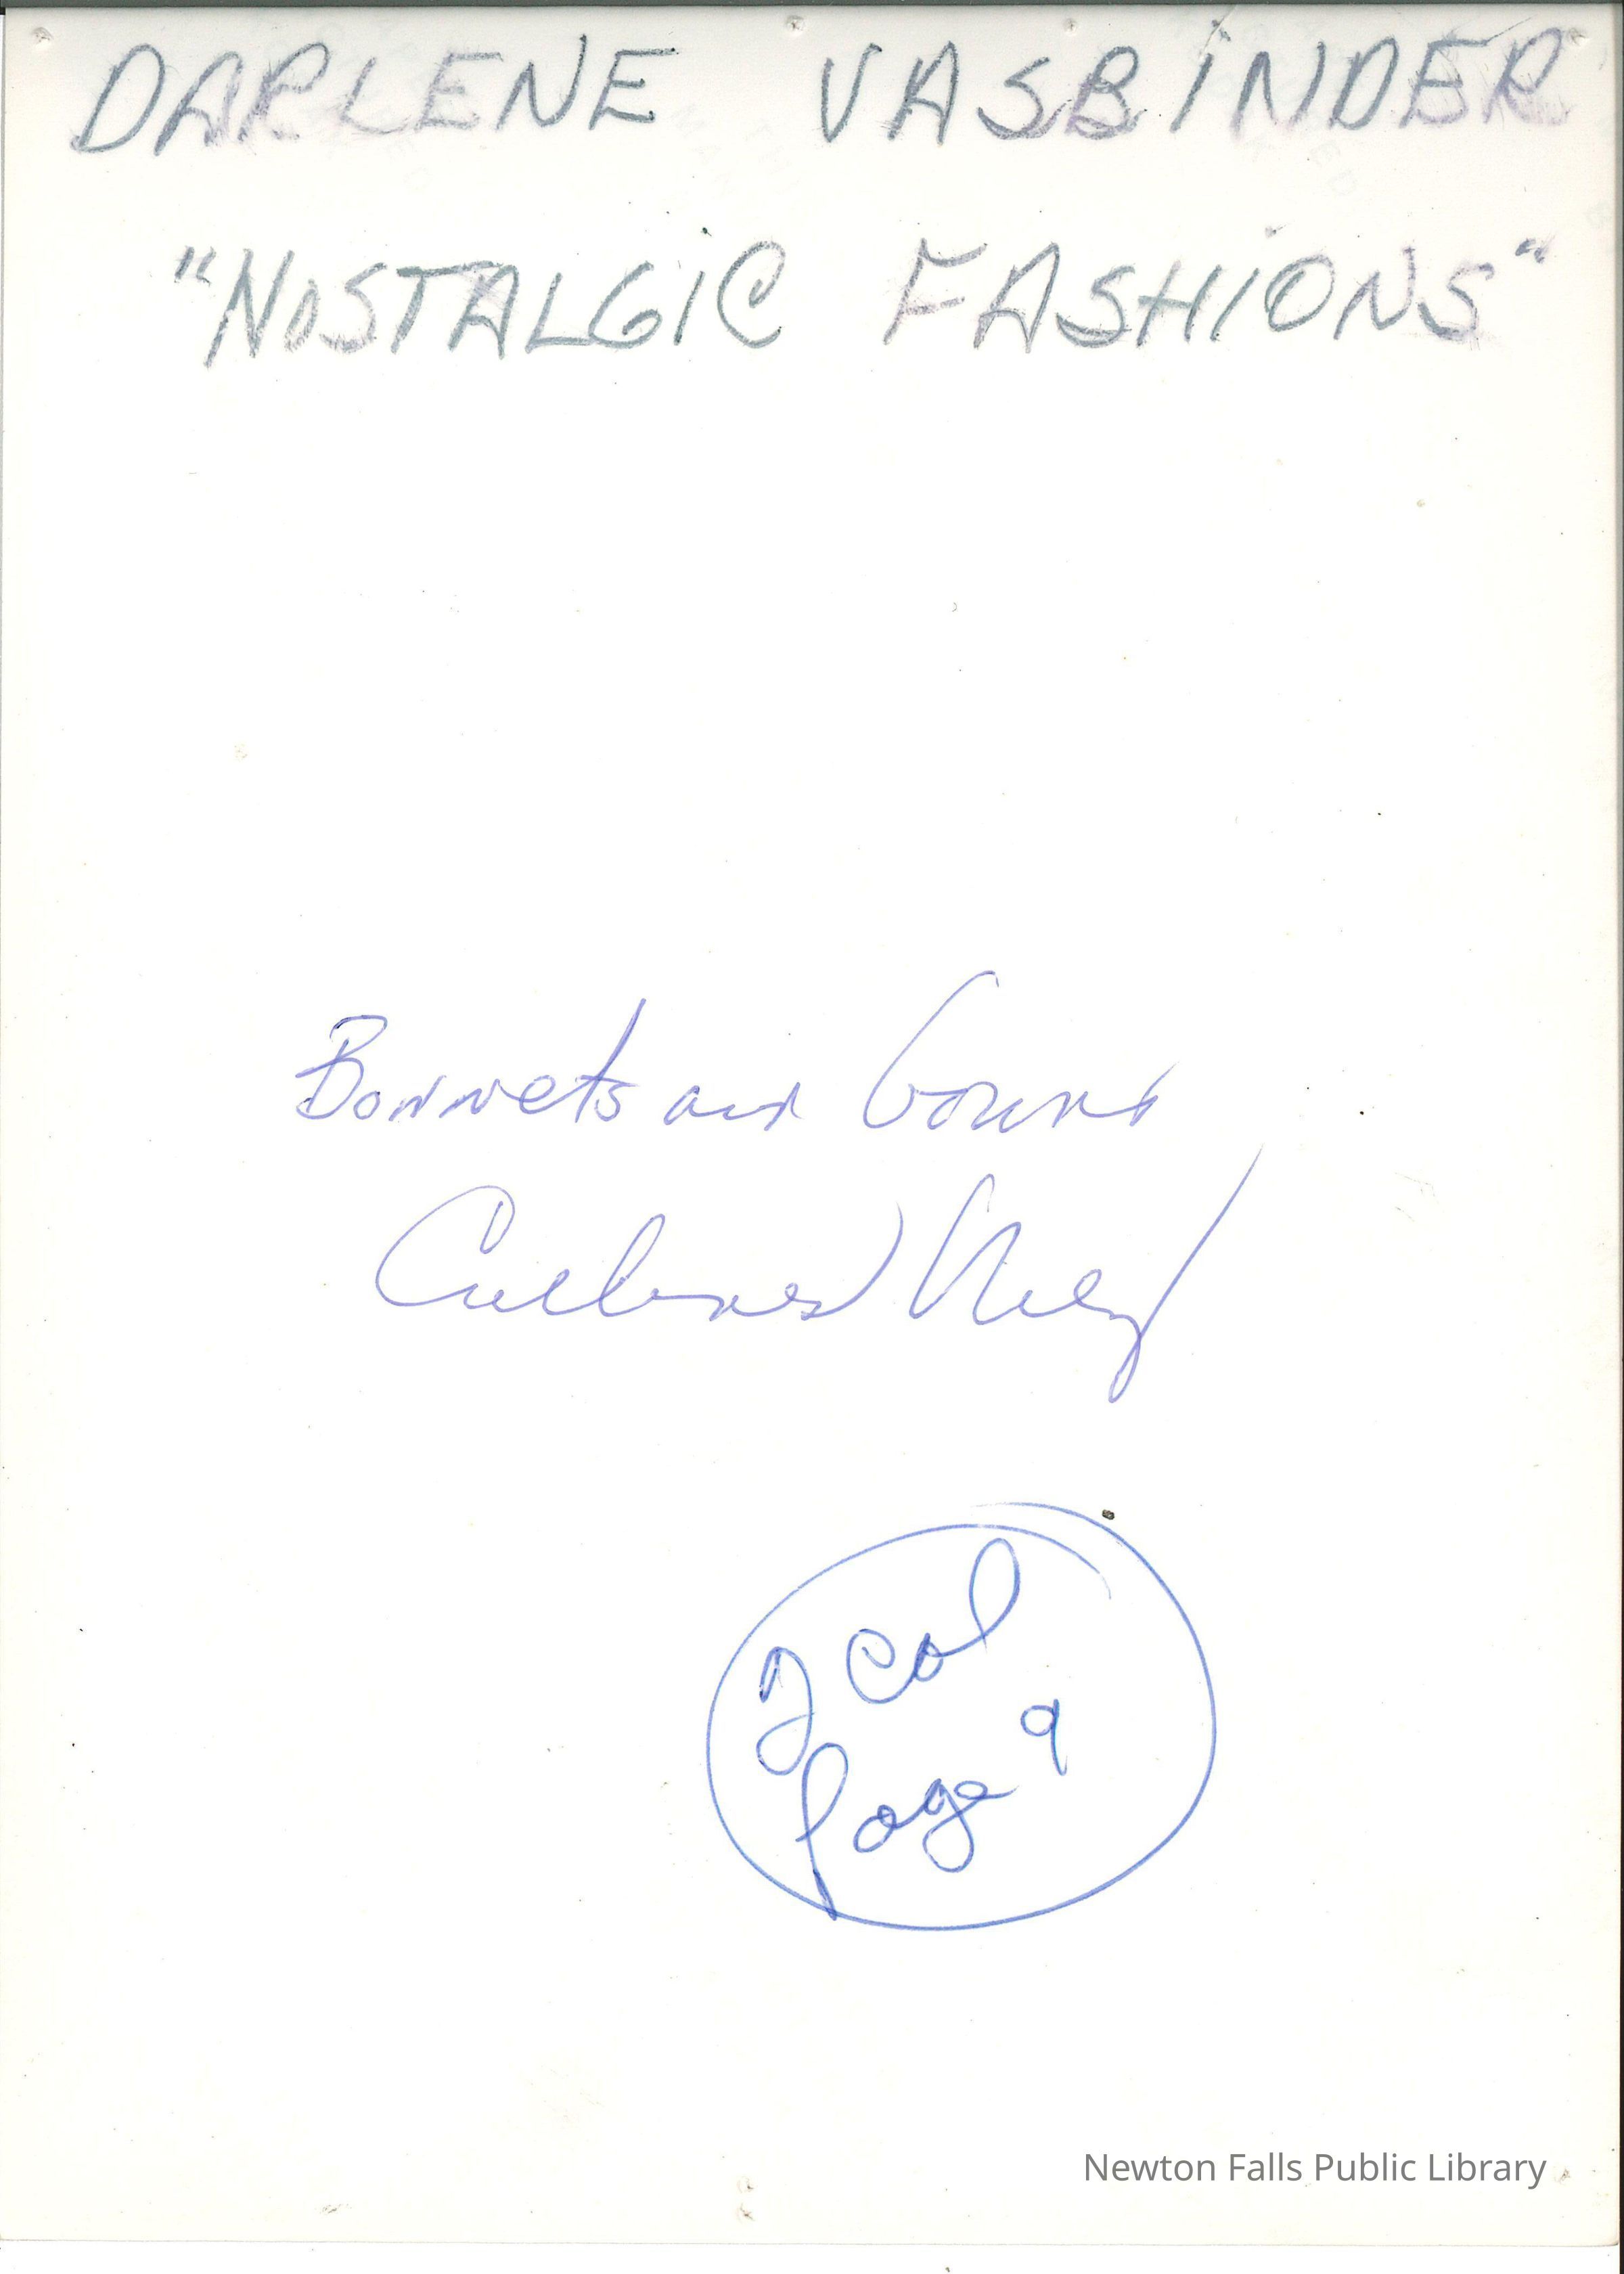 DARLENE VASBINDER
"NOSTALGIC FASHIONS"
Bonnets and Gowns
2 Col
Page 9
Newton Falls Public Library